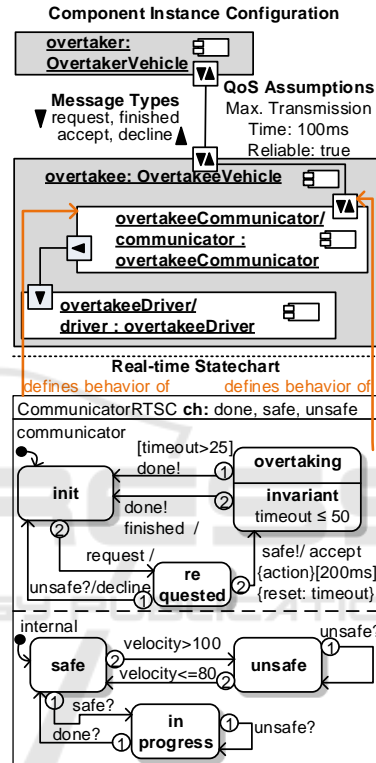 Component Instance Configuration
overtaker:
OvertakerVehicle
Message Types
request, finished
accept, decline
QoS Assumptions
Max. Transmission
Time: 100ms
Reliable: true
overtakee: OvertakeeVehicle
overtakeeCommunicator/
communicator :
overtakeeCommunicator
overtakeeDriver/
driver : overtakeeDriver
Real-time Statechart
defines behavior of
defines behavior of
CommunicatorRTSC ch: done, safe, unsafe
communicator
[timeout>25]
done!
1
overtaking
init
2
done!
finished /
invariant
timeout ≤ 50
2
request /
re
quested
2
safe!/ accept
{action}[200ms]
{reset: timeout}
unsafe?/decline
1
internal
unsafe?
safe
2
velocity>100
unsafe
1
velocity<=80
2
1
safe?
in
progress
1
unsafe?
done?
1